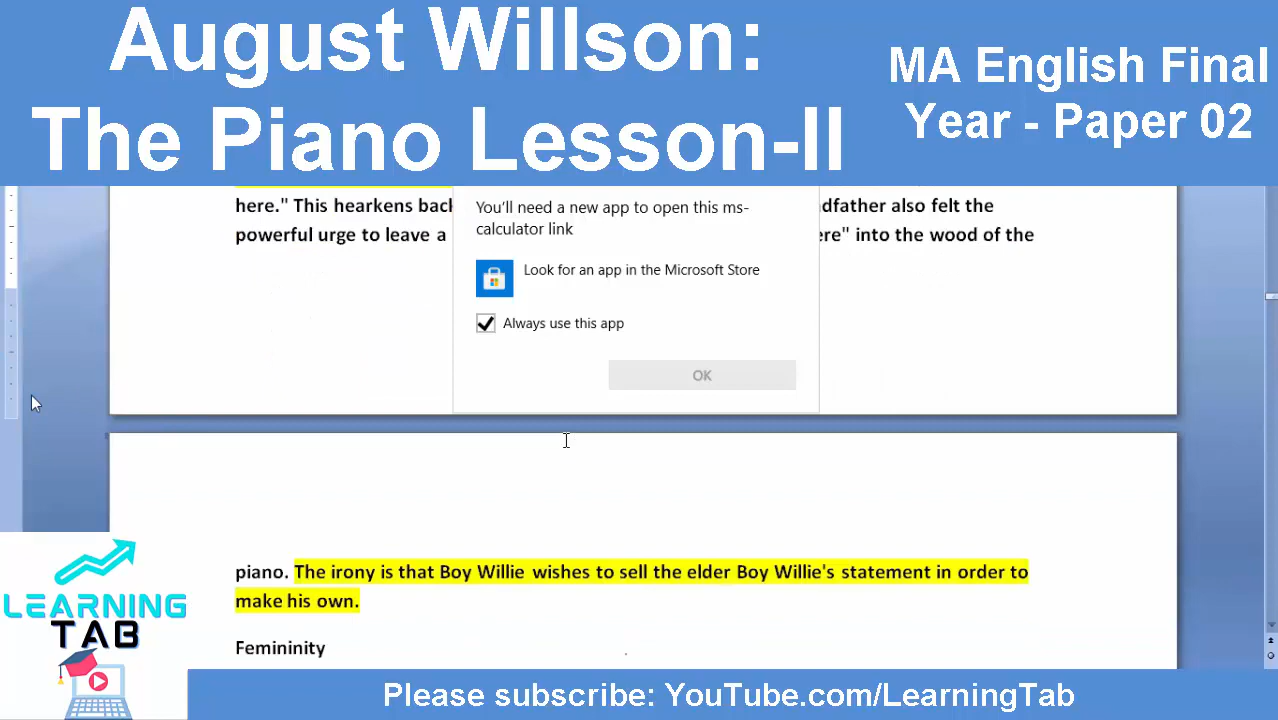 August Willson:
The Piano Lesson-II
MA English Final
Year - Paper 02
here." This hearkens back
You'll need a new app to open this ms-
calculator link
Look for an app in the Microsoft Store
Always use this app
OK
dfather also felt the
powerful urge to leave a
ere" into the wood of the
piano. The irony is that Boy Willie wishes to sell the elder Boy Willie's statement in order to
make his own.
Femininity
LEARNING
TAB
Please subscribe: YouTube.com/LearningTab